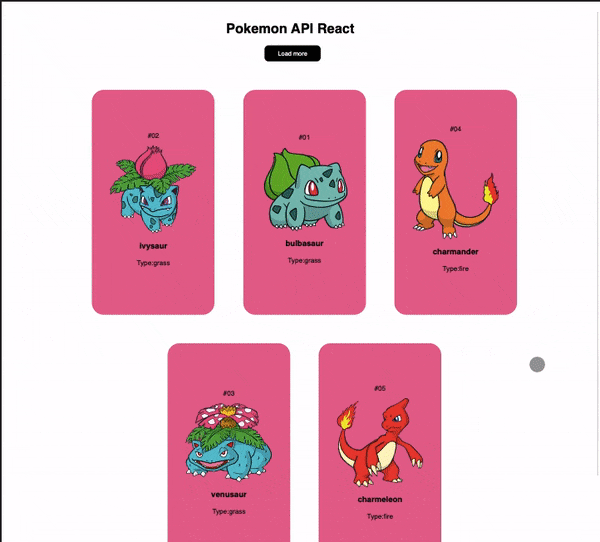 Pokemon API React
Load more
#02
ivysaur
Type:grass
#01
bulbasaur
Type:grass
#04
charmander
Type:fire
#03
venusaur
Type:grass
#05
charmeleon
Type:fire